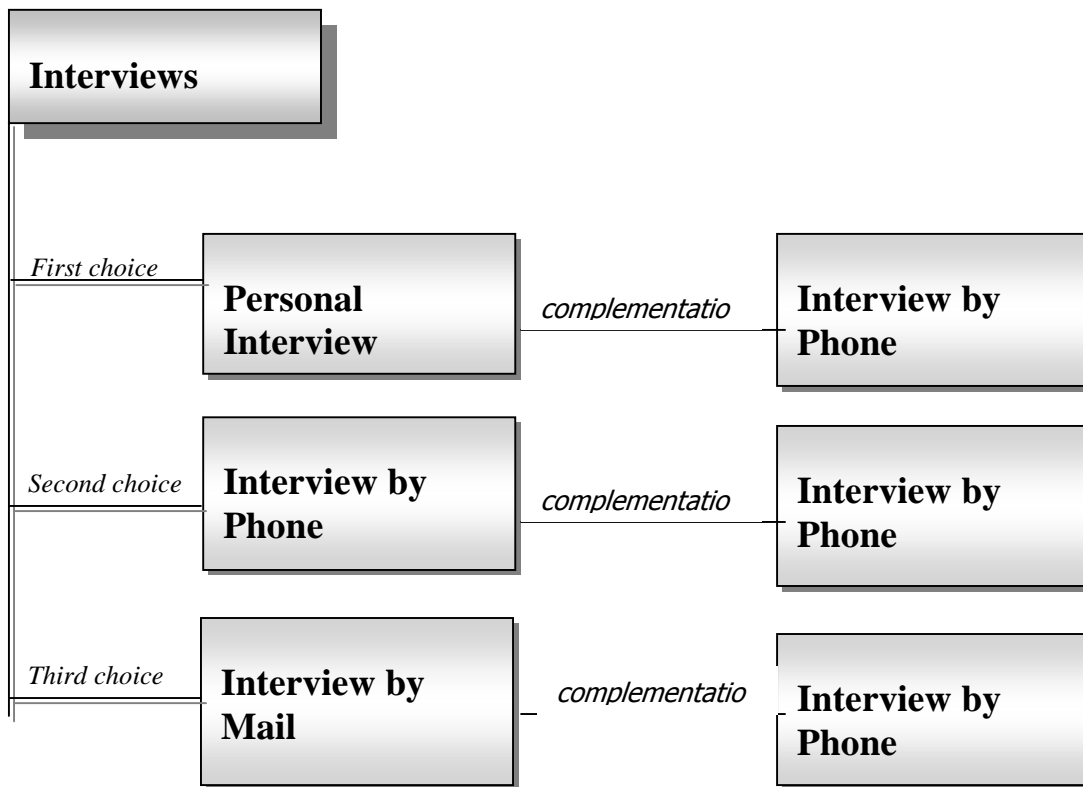 Interviews
First choice
Personal
Interview
complementatio
Interview by
Phone
Second choice
Interview by
Phone
complementatio
Interview by
Phone
Third choice
Interview by
Mail
complementatio
Interview by
Phone